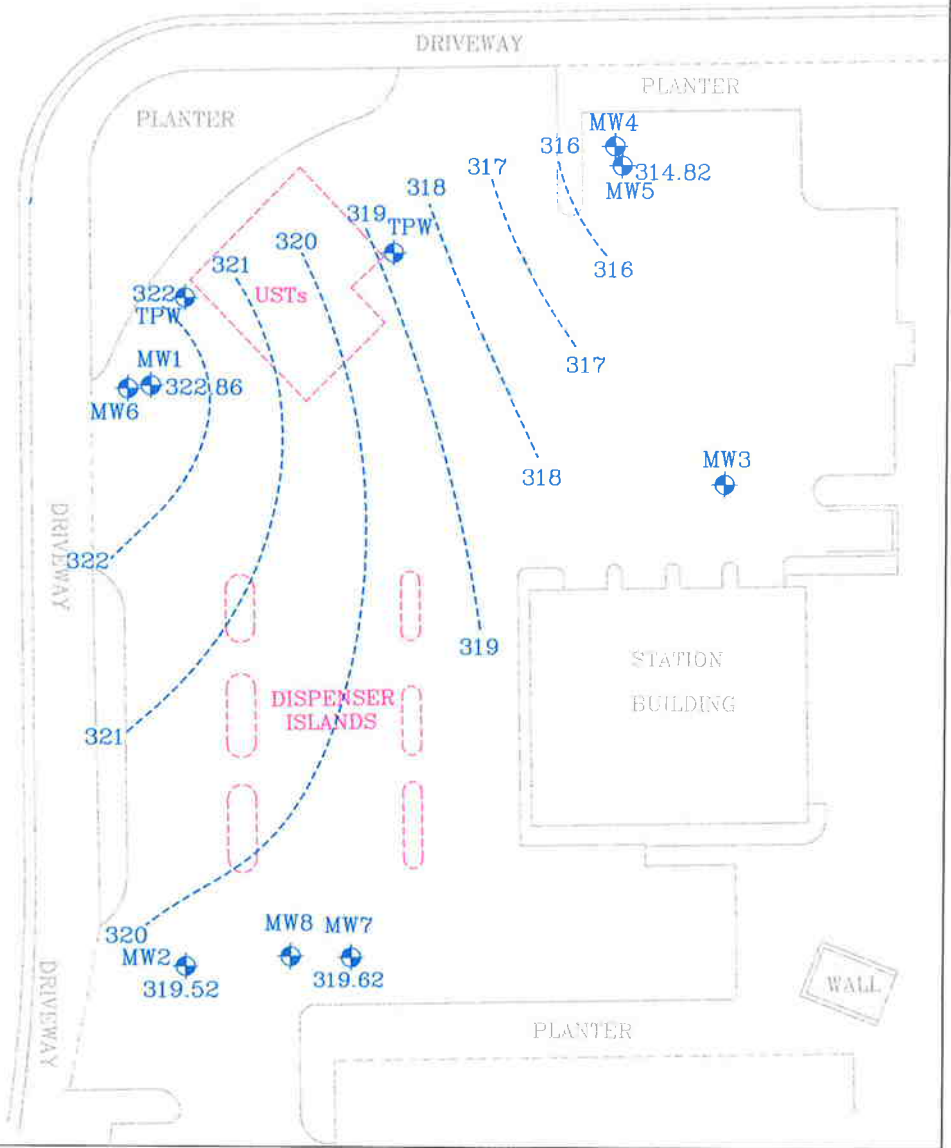 DRIVEWAY
PLANTER
PLANTER
MW4
316
314.82
MW5
317
318
319
TPW
320
321
USTs
316
322
TPW
317
MW1
322.86
MW6
318
MW3
DRIVEWAY
322
319
STATION
BUILDING
DISPENSER
ISLANDS
321
320
MW8
MW7
MW2
319.52
319.62
DRIVEWAY
WALL
PLANTER